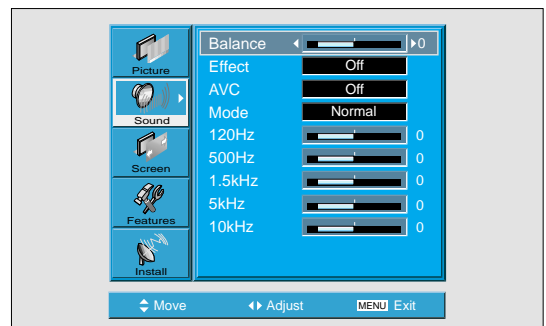 Picture
Sound
Screen
Features
Install
Balance 0
Effect Off
AVC Off
Mode Normal
120Hz 0
500Hz 0
1.5kHz 0
5kHz 0
10kHz 0
Move Adjust MENU Exit